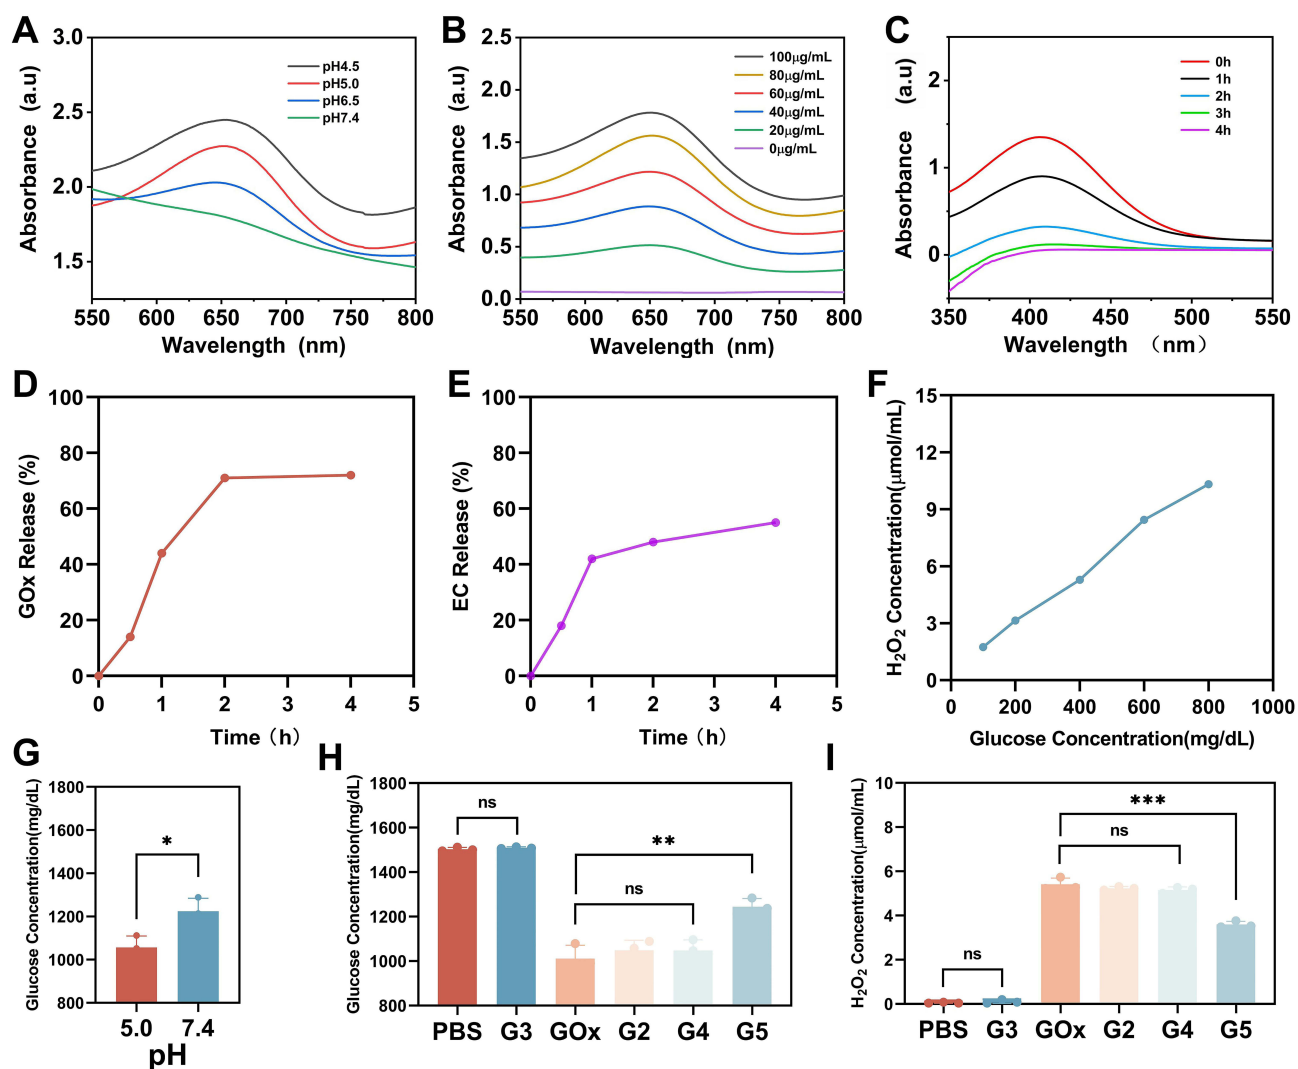 A
3.0
2.5
2.0
1.5
Absorbance (a.u)
pH4.5
pH5.0
pH6.5
pH7.4
550 600 650 700 750 800
Wavelength (nm)
B
2.5
2.0
1.5
1.0
0.5
0.0
Absorbance (a.u)
100μg/mL
80μg/mL
60μg/mL
40μg/mL
20μg/mL
0μg/mL
550 600 650 700 750 800
Wavelength (nm)
C
2
1
0
Absorbance (a.u)
0h
1h
2h
3h
4h
350 400 450 500 550
Wavelength （nm）
D
100
80
60
40
20
0
GOx Release (%)
0 1 2 3 4 5
Time（h）
E
100
80
60
40
20
0
EC Release (%)
0 1 2 3 4 5
Time（h）
F
15
12
9
6
3
0
H₂O₂ Concentration(μmol/mL)
0 200 400 600 800 1000
Glucose Concentration(mg/dL)
G
1800
1600
1400
1200
1000
800
Glucose Concentration(mg/dL)
*
5.0 7.4
pH
H
1800
1600
1400
1200
1000
800
Glucose Concentration(mg/dL)
ns
**
ns
PBS G3 GOx G2 G4 G5
I
10
8
6
4
2
0
H₂O₂ Concentration(μmol/mL)
***
ns
ns
PBS G3 GOx G2 G4 G5